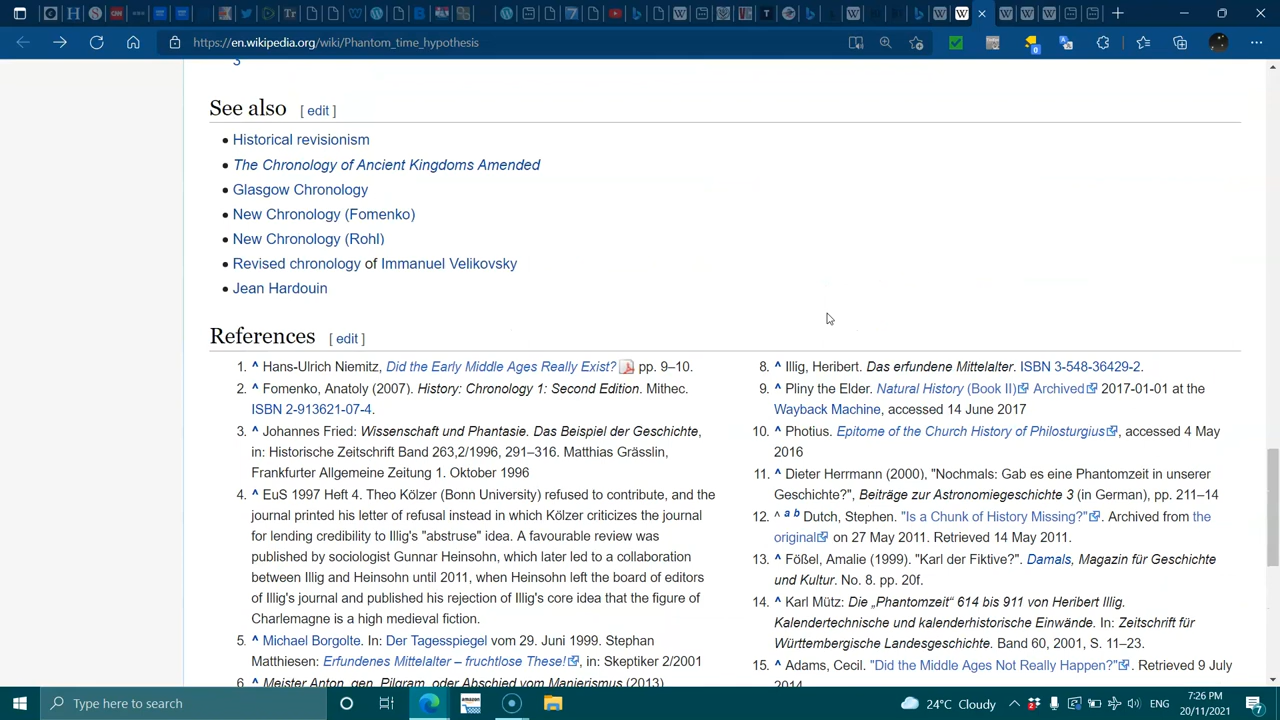 https://en.wikipedia.org/wiki/Phantom_time_hypothesis
3
See also [ edit ]
• Historical revisionism
• The Chronology of Ancient Kingdoms Amended
• Glasgow Chronology
• New Chronology (Fomenko)
• New Chronology (Rohl)
• Revised chronology of Immanuel Velikovsky
• Jean Hardouin
References [ edit ]
1. ^ Hans-Ulrich Niemitz, Did the Early Middle Ages Really Exist? pp. 9–10.
2. ^ Fomenko, Anatoly (2007). History: Chronology 1: Second Edition. Mithec.
ISBN 2-913621-07-4.
3. ^ Johannes Fried: Wissenschaft und Phantasie. Das Beispiel der Geschichte,
in: Historische Zeitschrift Band 263,2/1996, 291–316. Matthias Grässlin,
Frankfurter Allgemeine Zeitung 1. Oktober 1996
4. ^ EuS 1997 Heft 4. Theo Kölzer (Bonn University) refused to contribute, and the
journal printed his letter of refusal instead in which Kölzer criticizes the journal
for lending credibility to Illig's "abstruse" idea. A favourable review was
published by sociologist Gunnar Heinsohn, which later led to a collaboration
between Illig and Heinsohn until 2011, when Heinsohn left the board of editors
of Illig's journal and published his rejection of Illig's core idea that the figure of
Charlemagne is a high medieval fiction.
5. ^ Michael Borgolte. In: Der Tagesspiegel vom 29. Juni 1999. Stephan
Matthiesen: Erfundenes Mittelalter – fruchtlose These!, in: Skeptiker 2/2001
6. ^ Meister Anton, gen. Pilgram, oder Abschied vom Manierismus (2013)
8. ^ Illig, Heribert. Das erfundene Mittelalter. ISBN 3-548-36429-2.
9. ^ Pliny the Elder. Natural History (Book II) Archived 2017-01-01 at the
Wayback Machine, accessed 14 June 2017
10. ^ Photius. Epitome of the Church History of Philosturgius, accessed 4 May
2016
11. ^ Dieter Herrmann (2000), "Nochmals: Gab es eine Phantomzeit in unserer
Geschichte?", Beiträge zur Astronomiegeschichte 3 (in German), pp. 211–14
12. ^ a b Dutch, Stephen. "Is a Chunk of History Missing?". Archived from the
original on 27 May 2011. Retrieved 14 May 2011.
13. ^ Fößel, Amalie (1999). "Karl der Fiktive?". Damals, Magazin für Geschichte
und Kultur. No. 8. pp. 20f.
14. ^ Karl Mütz: Die „Phantomzeit" 614 bis 911 von Heribert Illig.
Kalendertechnische und kalenderhistorische Einwände. In: Zeitschrift für
Württembergische Landesgeschichte. Band 60, 2001, S. 11–23.
15. ^ Adams, Cecil. "Did the Middle Ages Not Really Happen?". Retrieved 9 July
2014
Type here to search
24°C Cloudy
ENG
7:26 PM
20/11/2021